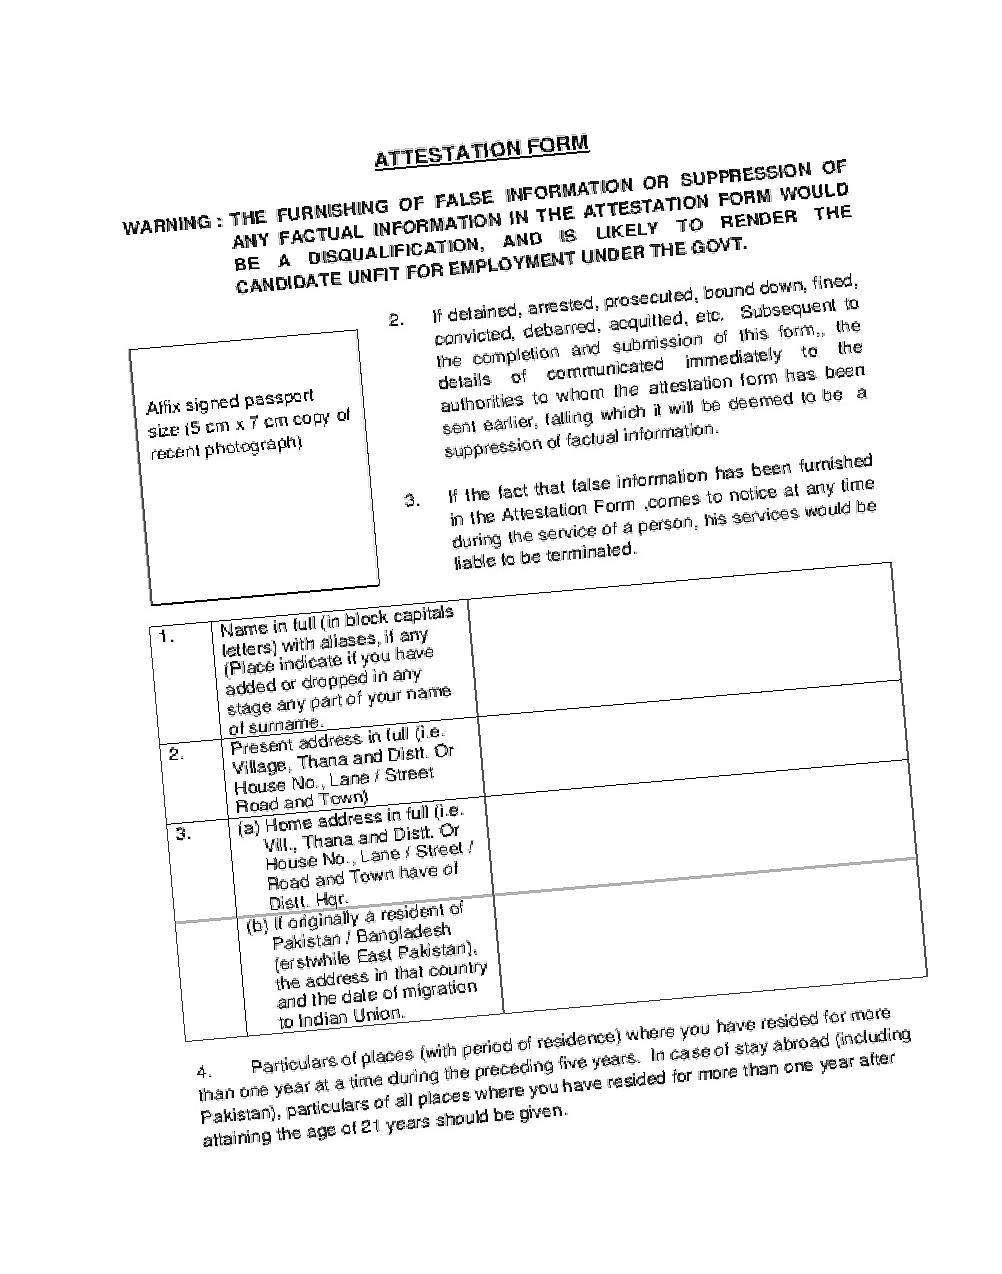 ATTESTATION FORM
WARNING : THE FURNISHING OF FALSE INFORMATION OR SUPPRESSION OF
ANY FACTUAL INFORMATION IN THE ATTESTATION FORM WOULD
BE A DISQUALIFICATION, AND IS LIKELY TO RENDER THE
CANDIDATE UNFIT FOR EMPLOYMENT UNDER THE GOVT.
Affix signed passport
size (5 cm x 7 cm copy of
recent photograph)
2. If detained, arrested, prosecuted, bound down, fined,
convicted, debarred, acquitted, etc. Subsequent to
the completion and submission of this form,, the
details of communicated immediately to the
authorities to whom the attestation form has been
sent earlier, falling which it will be deemed to be a
suppression of factual information.
3. If the fact that false information has been furnished
in the Attestation Form ,comes to notice at any time
during the service of a person, his services would be
liable to be terminated.
1. Name in full (in block capitals
letters) with aliases, if any
(Place indicate if you have
added or dropped in any
stage any part of your name
of surname.
2. Present address in full (i.e.
Village, Thana and Distt. Or
House No., Lane / Street
Road and Town)
3. (a) Home address in full (i.e.
Vill., Thana and Distt. Or
House No., Lane / Street /
Road and Town have of
Distt. Hqr.
(b) If originally a resident of
Pakistan / Bangladesh
(erstwhile East Pakistan),
the address in that country
and the date of migration
to Indian Union.
4. Particulars of places (with period of residence) where you have resided for more
than one year at a time during the preceding five years. In case of stay abroad (including
Pakistan), particulars of all places where you have resided for more than one year after
attaining the age of 21 years should be given.